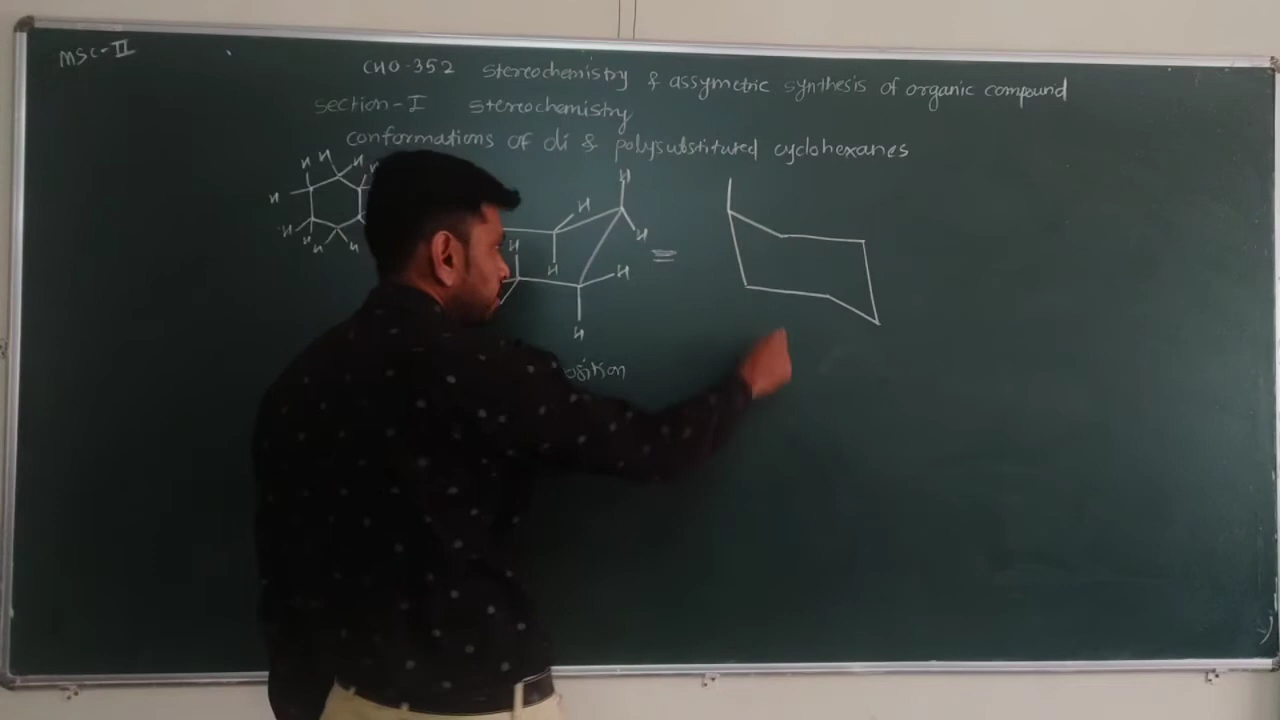 MSC-II
CHO-352 stereochemistry & assymetric synthesis of organic compound
section-I stereochemistry
conformations of di & polysubstituted cyclohexanes
H H H H
H H
H H H
H H H
H H H
H
=